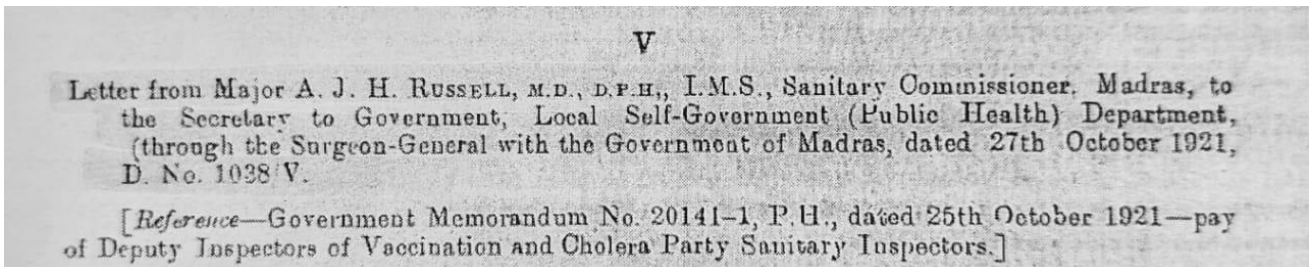 V
Letter from Major A. J. H. RUSSELL, M.D., D.P.H., I.M.S., Sanitary Commissioner, Madras, to
the Secretary to Government, Local Self-Government (Public Health) Department,
(through the Surgeon-General with the Government of Madras, dated 27th October 1921,
D. No. 1038/V.
[Reference—Government Memorandum No. 20141-1, P.H., dated 25th October 1921—pay
of Deputy Inspectors of Vaccination and Cholera Party Sanitary Inspectors.]